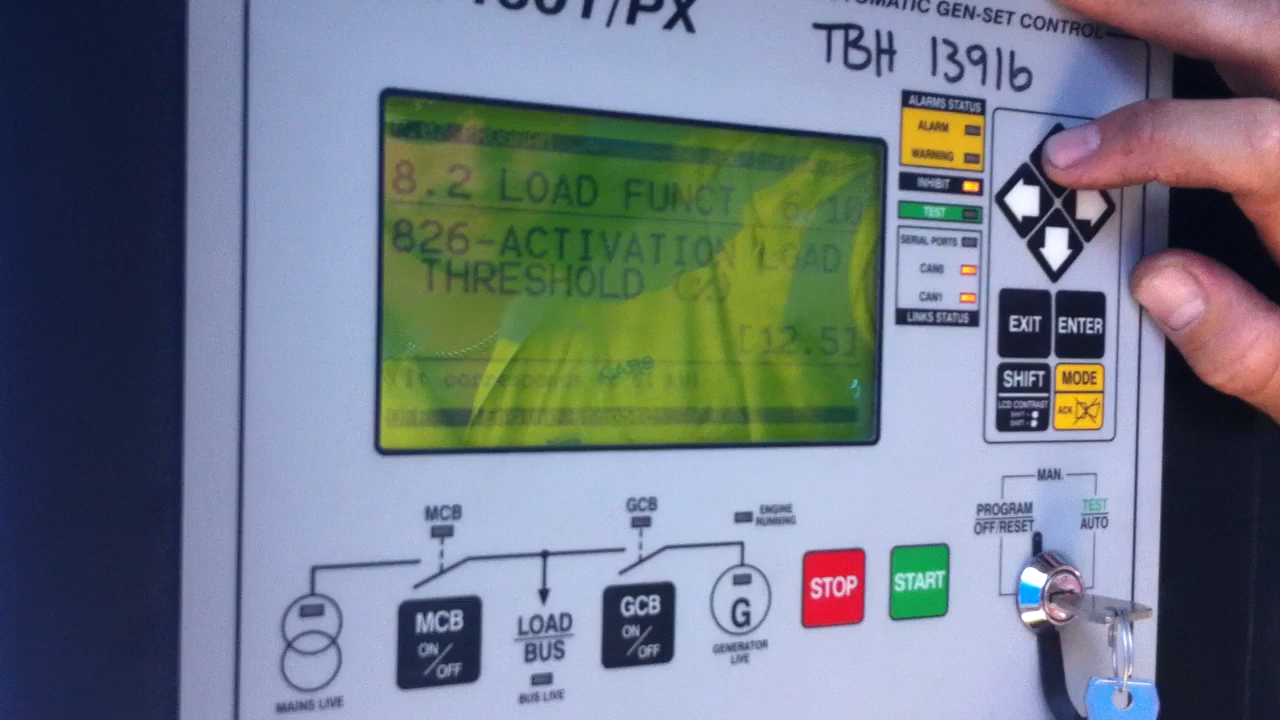 /PX
GEN-SET CONTROL
TBH 13916
8.2 LOAD FUNCT 6/10
826-ACTIVATION LOAD
THRESHOLD
[12.5]
ALARMS STATUS
ALARM
WARNING
INHIBIT
TEST
SERIAL PORTS
CAN0
CAN1
LINKS STATUS
EXIT
ENTER
SHIFT
LCD CONTRAST
MODE
ACK
MAN.
PROGRAM
OFF/RESET
TEST
AUTO
MCB
GCB
ENGINE
RUNNING
MCB
ON/OFF
LOAD
BUS
BUS LIVE
GCB
ON/OFF
G
GENERATOR
LIVE
STOP
START
MAINS LIVE